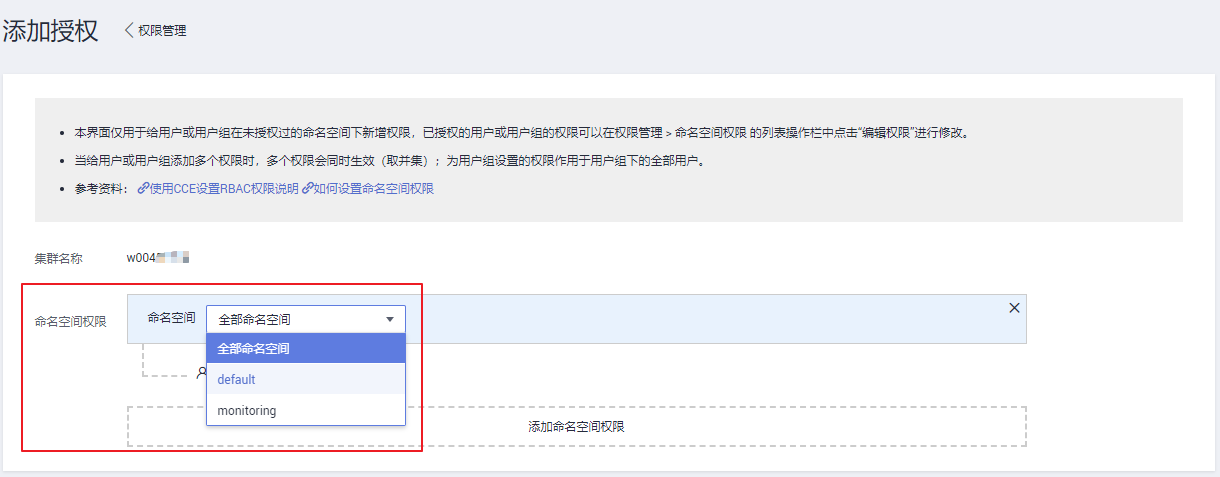 添加授权
权限管理
本界面仅用于给用户或用户组在未授权过的命名空间下新增权限，已授权的用户或用户组的权限可以在权限管理 > 命名空间权限 的列表操作栏中点击“编辑权限”进行修改。
当给用户或用户组添加多个权限时，多个权限会同时生效（取并集）；为用户组设置的权限作用于用户组下的全部用户。
参考资料： 使用CCE设置RBAC权限说明 如何设置命名空间权限
集群名称 w004
命名空间权限 命名空间 全部命名空间
全部命名空间
default
monitoring
添加命名空间权限